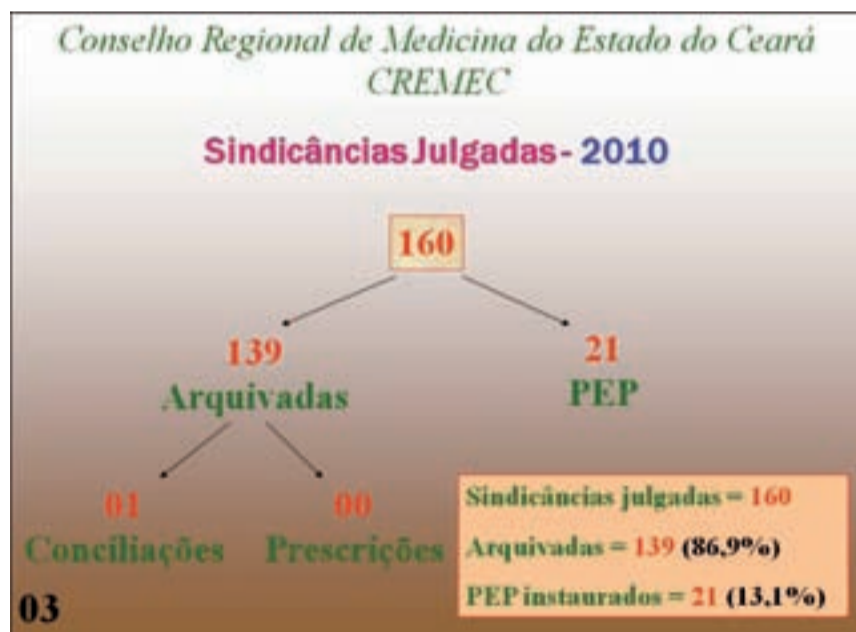 Conselho Regional de Medicina do Estado do Ceará
CREMEC
Sindicâncias Julgadas - 2010
160
139
Arquivadas
21
PEP
01
Conciliações
00
Prescrições
Sindicâncias julgadas = 160
Arquivadas = 139 (86,9%)
PEP instaurados = 21 (13,1%)
03